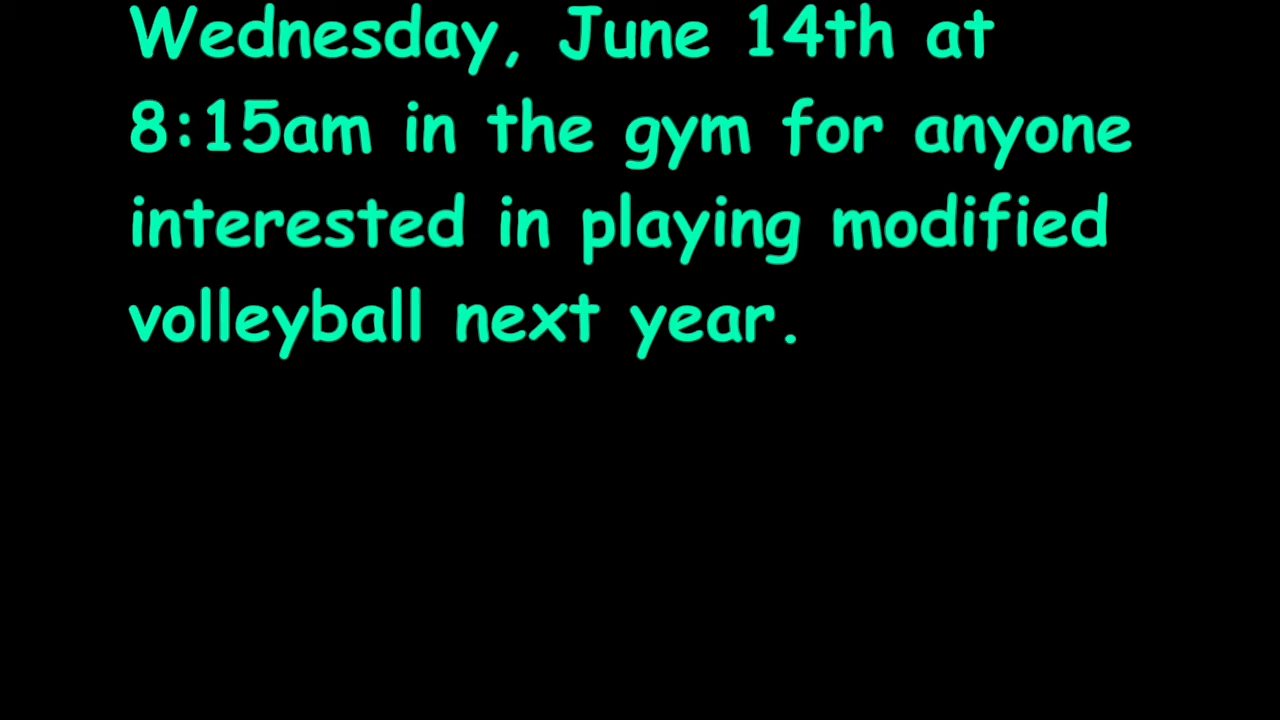 Wednesday, June 14th at
8:15am in the gym for anyone
interested in playing modified
volleyball next year.